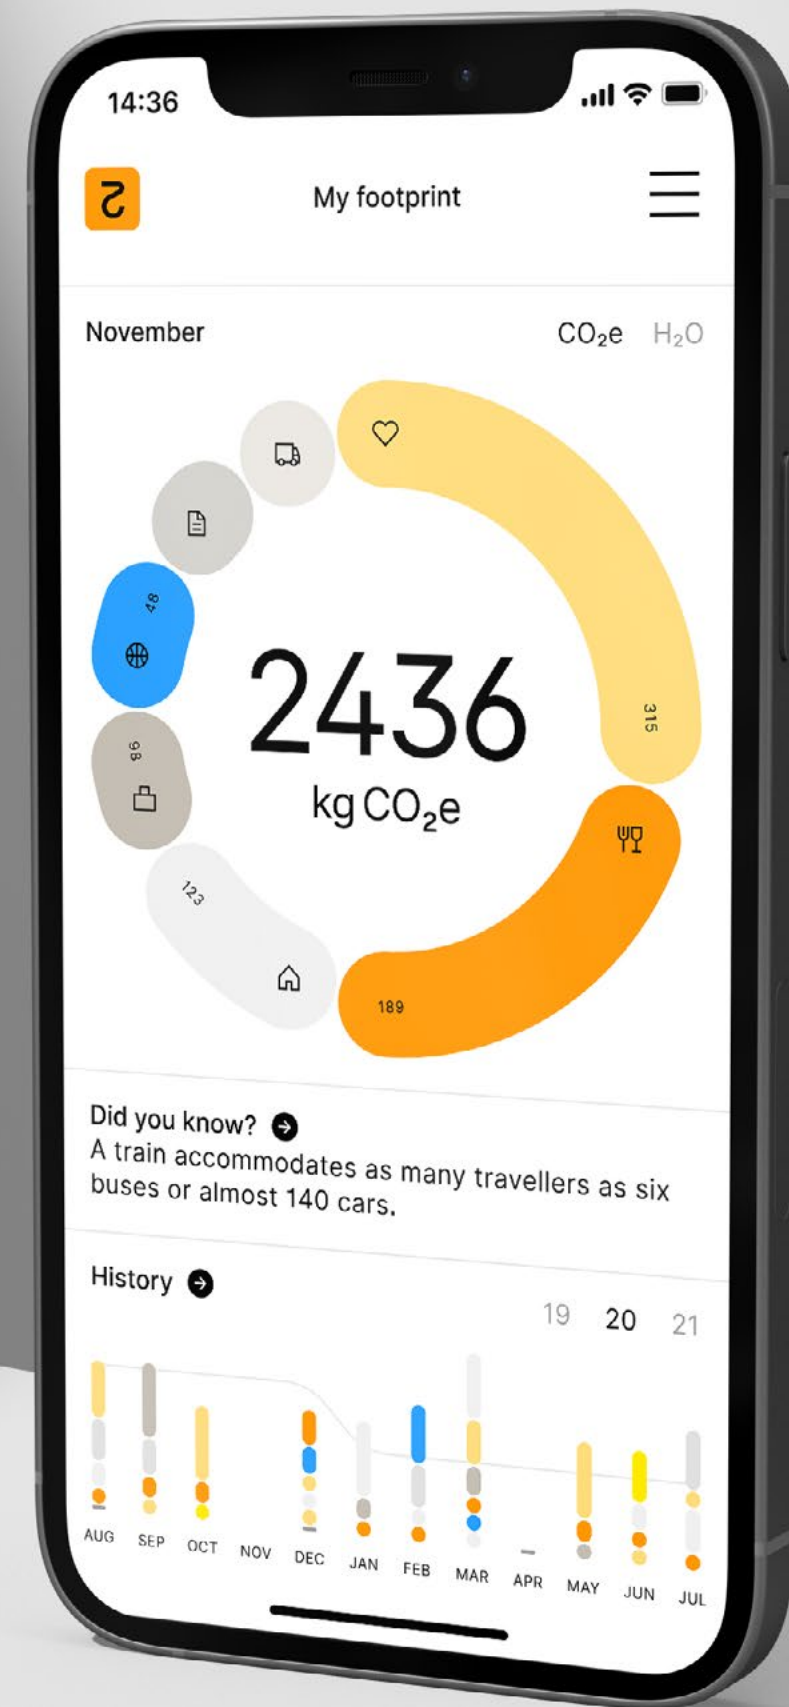 14:36
My footprint
November
CO₂e H₂O
48
315
2436
kg CO₂e
98
123
189
Did you know?
A train accommodates as many travellers as six
buses or almost 140 cars.
History
19 20 21
AUG SEP OCT NOV DEC JAN FEB MAR APR MAY JUN JUL